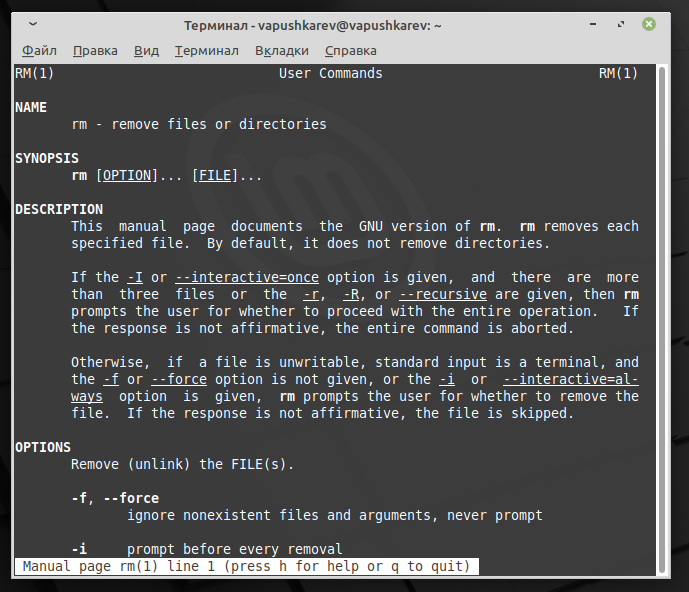 Терминал - vapushkarev@vapushkarev: ~
Файл Правка Вид Терминал Вкладки Справка
RM(1) User Commands RM(1)
NAME
rm - remove files or directories
SYNOPSIS
rm [OPTION]... [FILE]...
DESCRIPTION
This manual page documents the GNU version of rm. rm removes each
specified file. By default, it does not remove directories.
If the -I or --interactive=once option is given, and there are more
than three files or the -r, -R, or --recursive are given, then rm
prompts the user for whether to proceed with the entire operation. If
the response is not affirmative, the entire command is aborted.
Otherwise, if a file is unwritable, standard input is a terminal, and
the -f or --force option is not given, or the -i or --interactive=al-
ways option is given, rm prompts the user for whether to remove the
file. If the response is not affirmative, the file is skipped.
OPTIONS
Remove (unlink) the FILE(s).
-f, --force
ignore nonexistent files and arguments, never prompt
-i prompt before every removal
Manual page rm(1) line 1 (press h for help or q to quit)